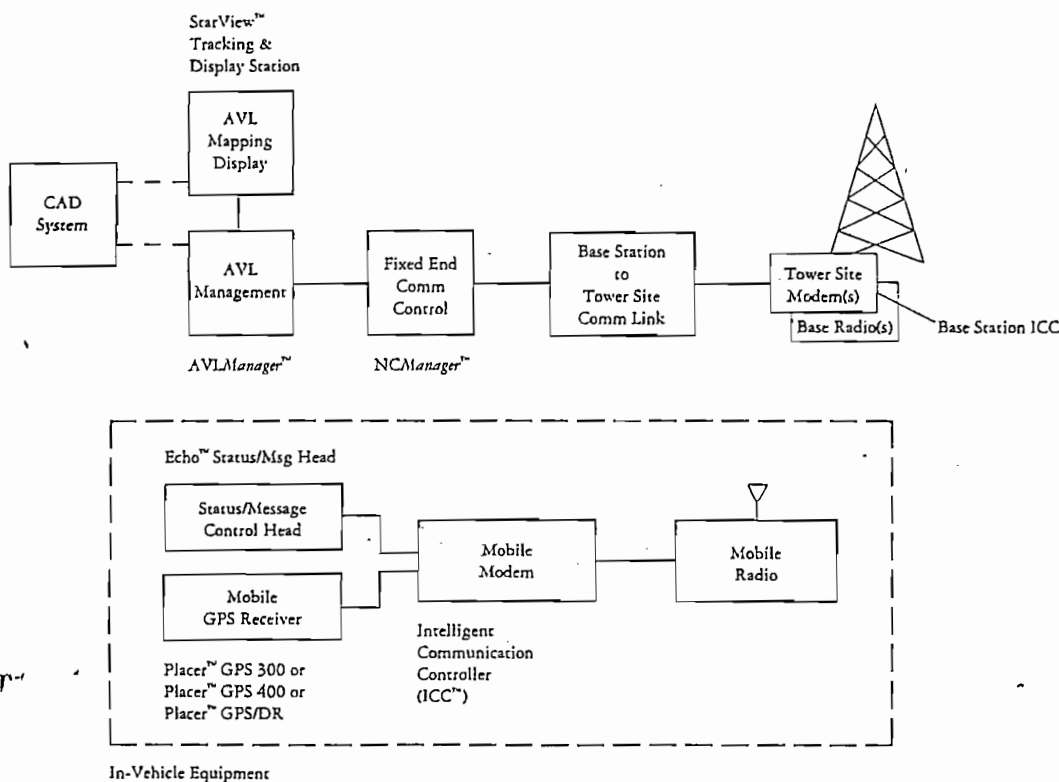 StarView™
Tracking &
Display Station
AVL
Mapping
Display
CAD
System
AVL
Management
AVLManager™
Fixed End
Comm
Control
NCManager™
Base Station
to
Tower Site
Comm Link
Tower Site
Modem(s)
Base Radio(s)
Base Station ICC
Echo™ Status/Msg Head
Status/Message
Control Head
Mobile
GPS Receiver
Placer™ GPS 300 or
Placer™ GPS 400 or
Placer™ GPS/DR
Mobile
Modem
Intelligent
Communication
Controller
(ICC™)
Mobile
Radio
In-Vehicle Equipment